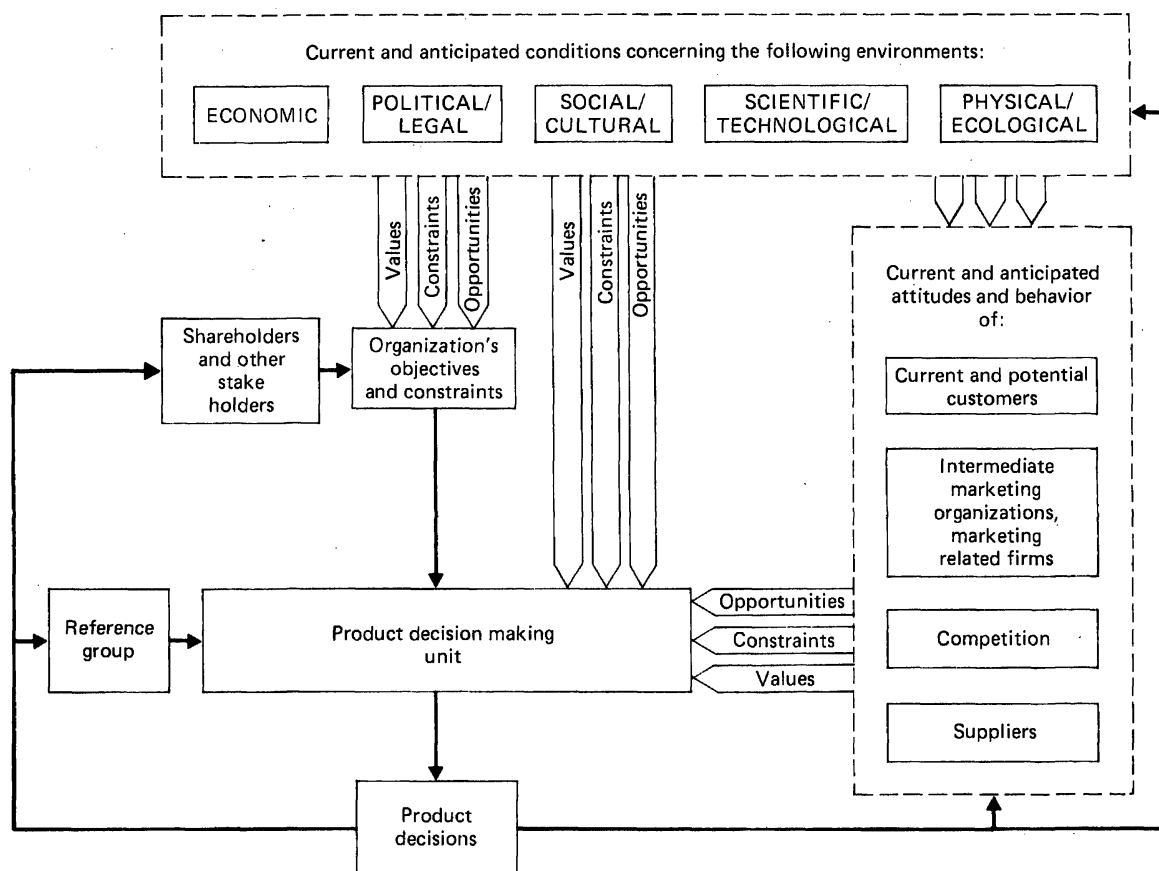 Current and anticipated conditions concerning the following environments:
ECONOMIC
POLITICAL/
LEGAL
SOCIAL/
CULTURAL
SCIENTIFIC/
TECHNOLOGICAL
PHYSICAL/
ECOLOGICAL
Values
Constraints
Opportunities
Values
Constraints
Opportunities
Current and anticipated
attitudes and behavior
of:
Shareholders
and other
stake
holders
Organization's
objectives
and constraints
Current and potential
customers
Intermediate
marketing
organizations,
marketing
related firms
Reference
group
Product decision making
unit
Opportunities
Constraints
Values
Competition
Suppliers
Product
decisions